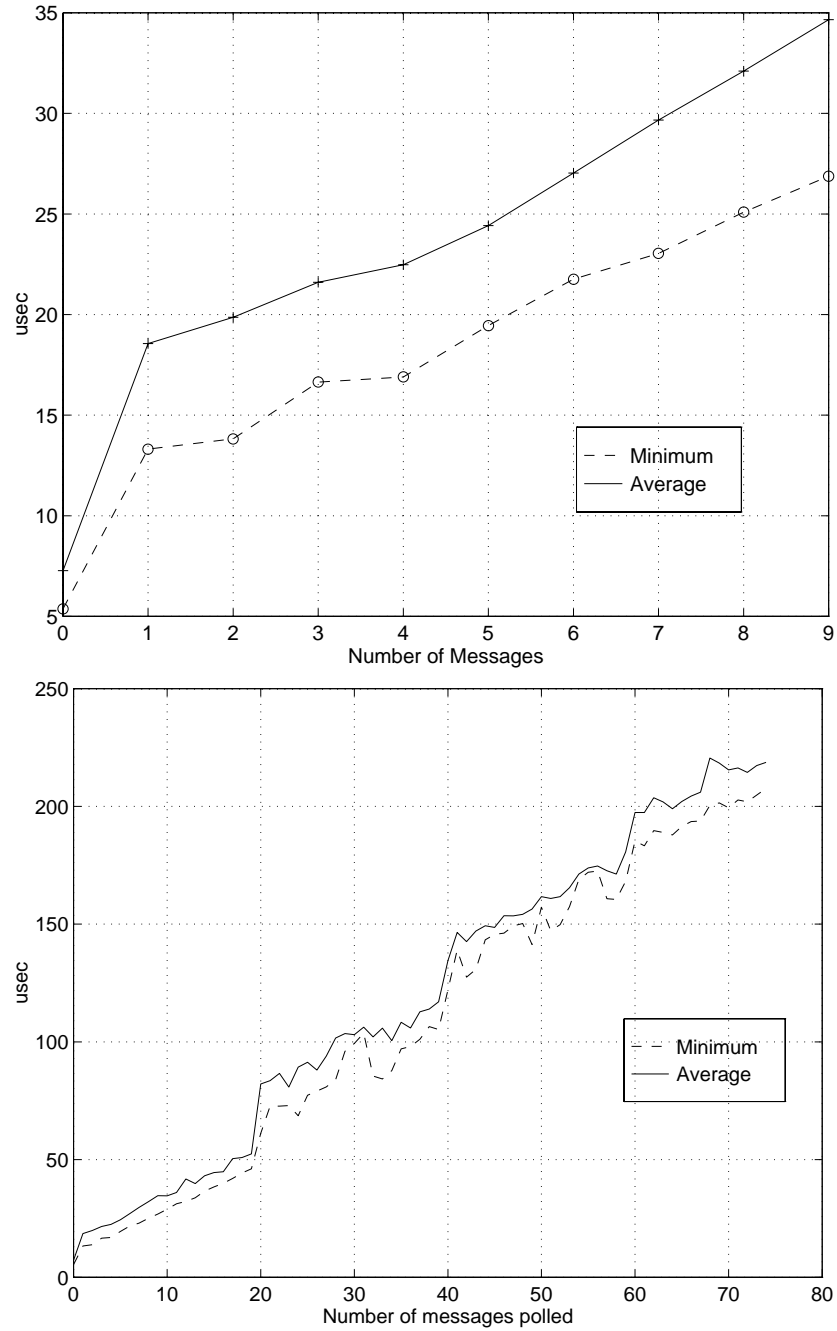 35
30
25
20
15
10
5
usec
Minimum
Average
0 1 2 3 4 5 6 7 8 9
Number of Messages
250
200
150
100
50
0
usec
Minimum
Average
0 10 20 30 40 50 60 70 80
Number of messages polled